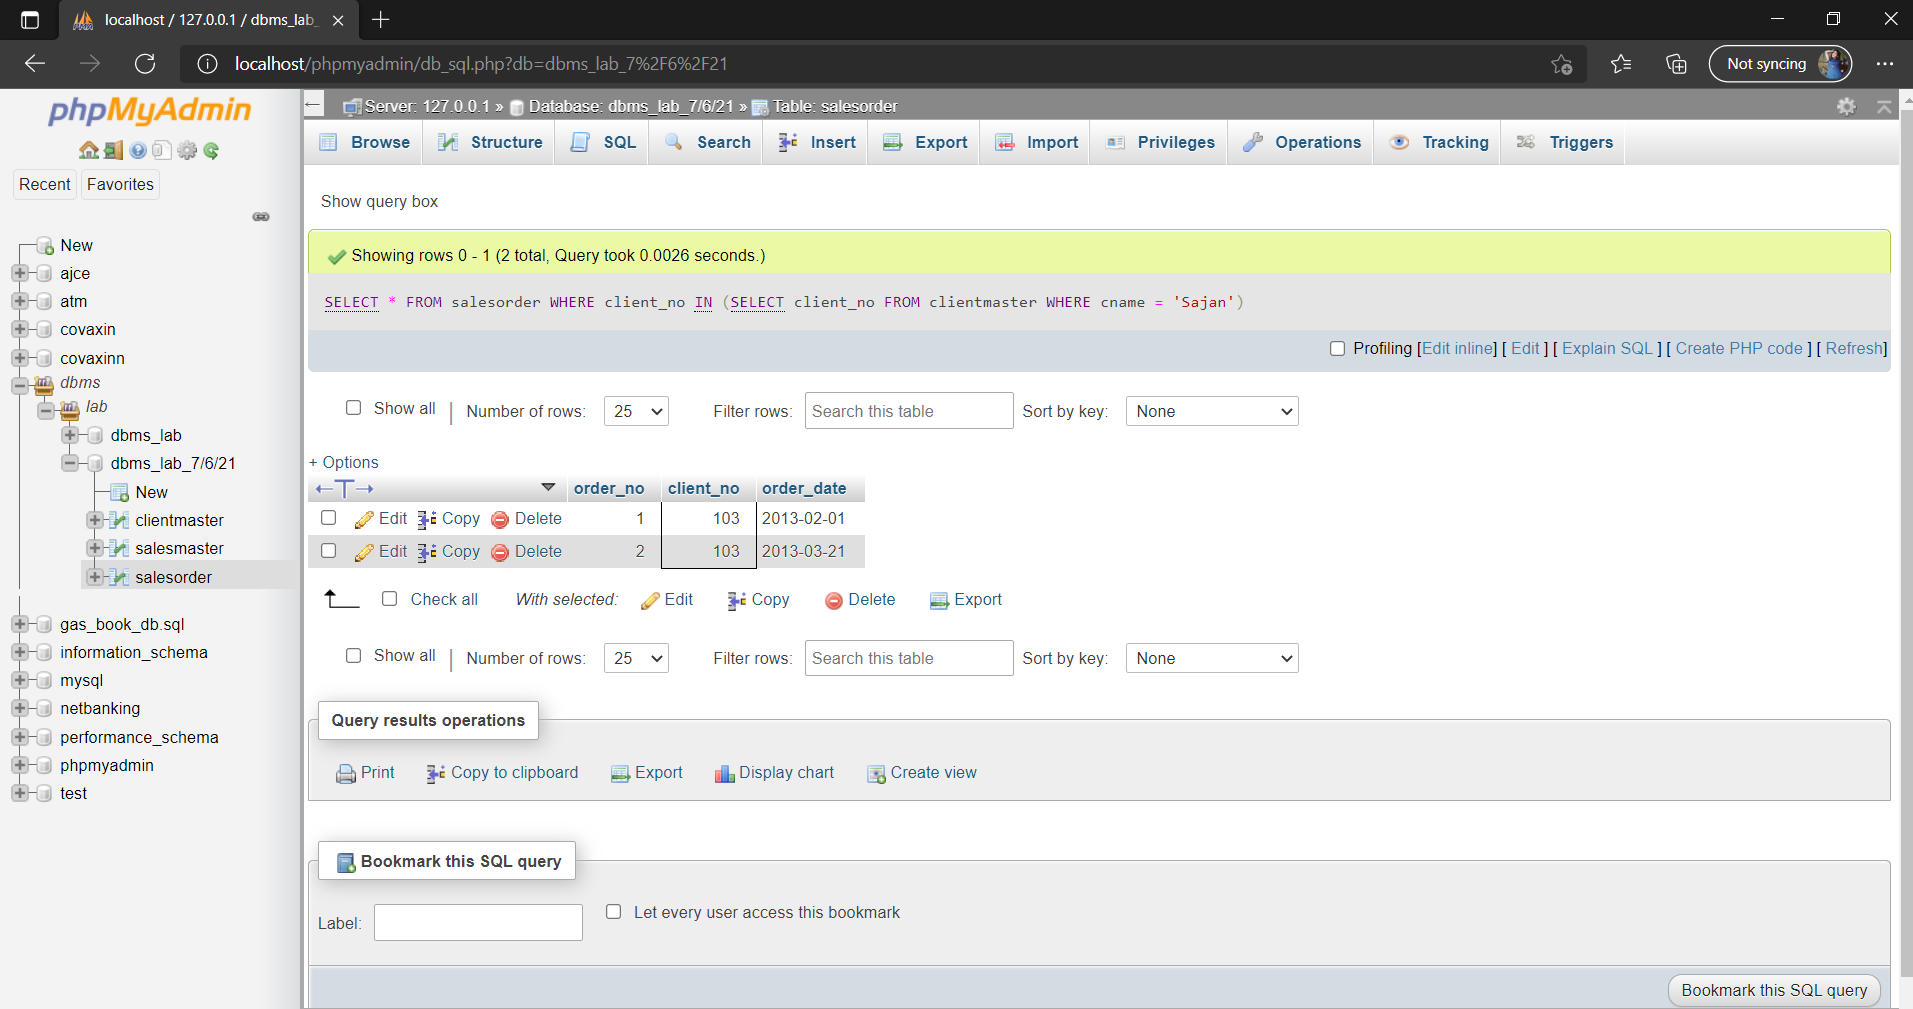 localhost / 127.0.0.1 / dbms_lab_
localhost/phpmyadmin/db_sql.php?db=dbms_lab_7%2F6%2F21
Not syncing
phpMyAdmin
Recent Favorites
New
ajce
atm
covaxin
covaxinn
dbms
lab
dbms_lab
dbms_lab_7/6/21
New
clientmaster
salesmaster
salesorder
gas_book_db.sql
information_schema
mysql
netbanking
performance_schema
phpmyadmin
test
Server: 127.0.0.1 » Database: dbms_lab_7/6/21 » Table: salesorder
Browse Structure SQL Search Insert Export Import Privileges Operations Tracking Triggers
Show query box
Showing rows 0 - 1 (2 total, Query took 0.0026 seconds.)
SELECT * FROM salesorder WHERE client_no IN (SELECT client_no FROM clientmaster WHERE cname = 'Sajan')
Profiling [Edit inline] [ Edit ] [ Explain SQL ] [ Create PHP code ] [ Refresh]
Show all | Number of rows: 25 Filter rows: Search this table Sort by key: None
+ Options
←T→ order_no client_no order_date
Edit Copy Delete 1 103 2013-02-01
Edit Copy Delete 2 103 2013-03-21
Check all With selected: Edit Copy Delete Export
Show all | Number of rows: 25 Filter rows: Search this table Sort by key: None
Query results operations
Print Copy to clipboard Export Display chart Create view
Bookmark this SQL query
Label: Let every user access this bookmark
Bookmark this SQL query